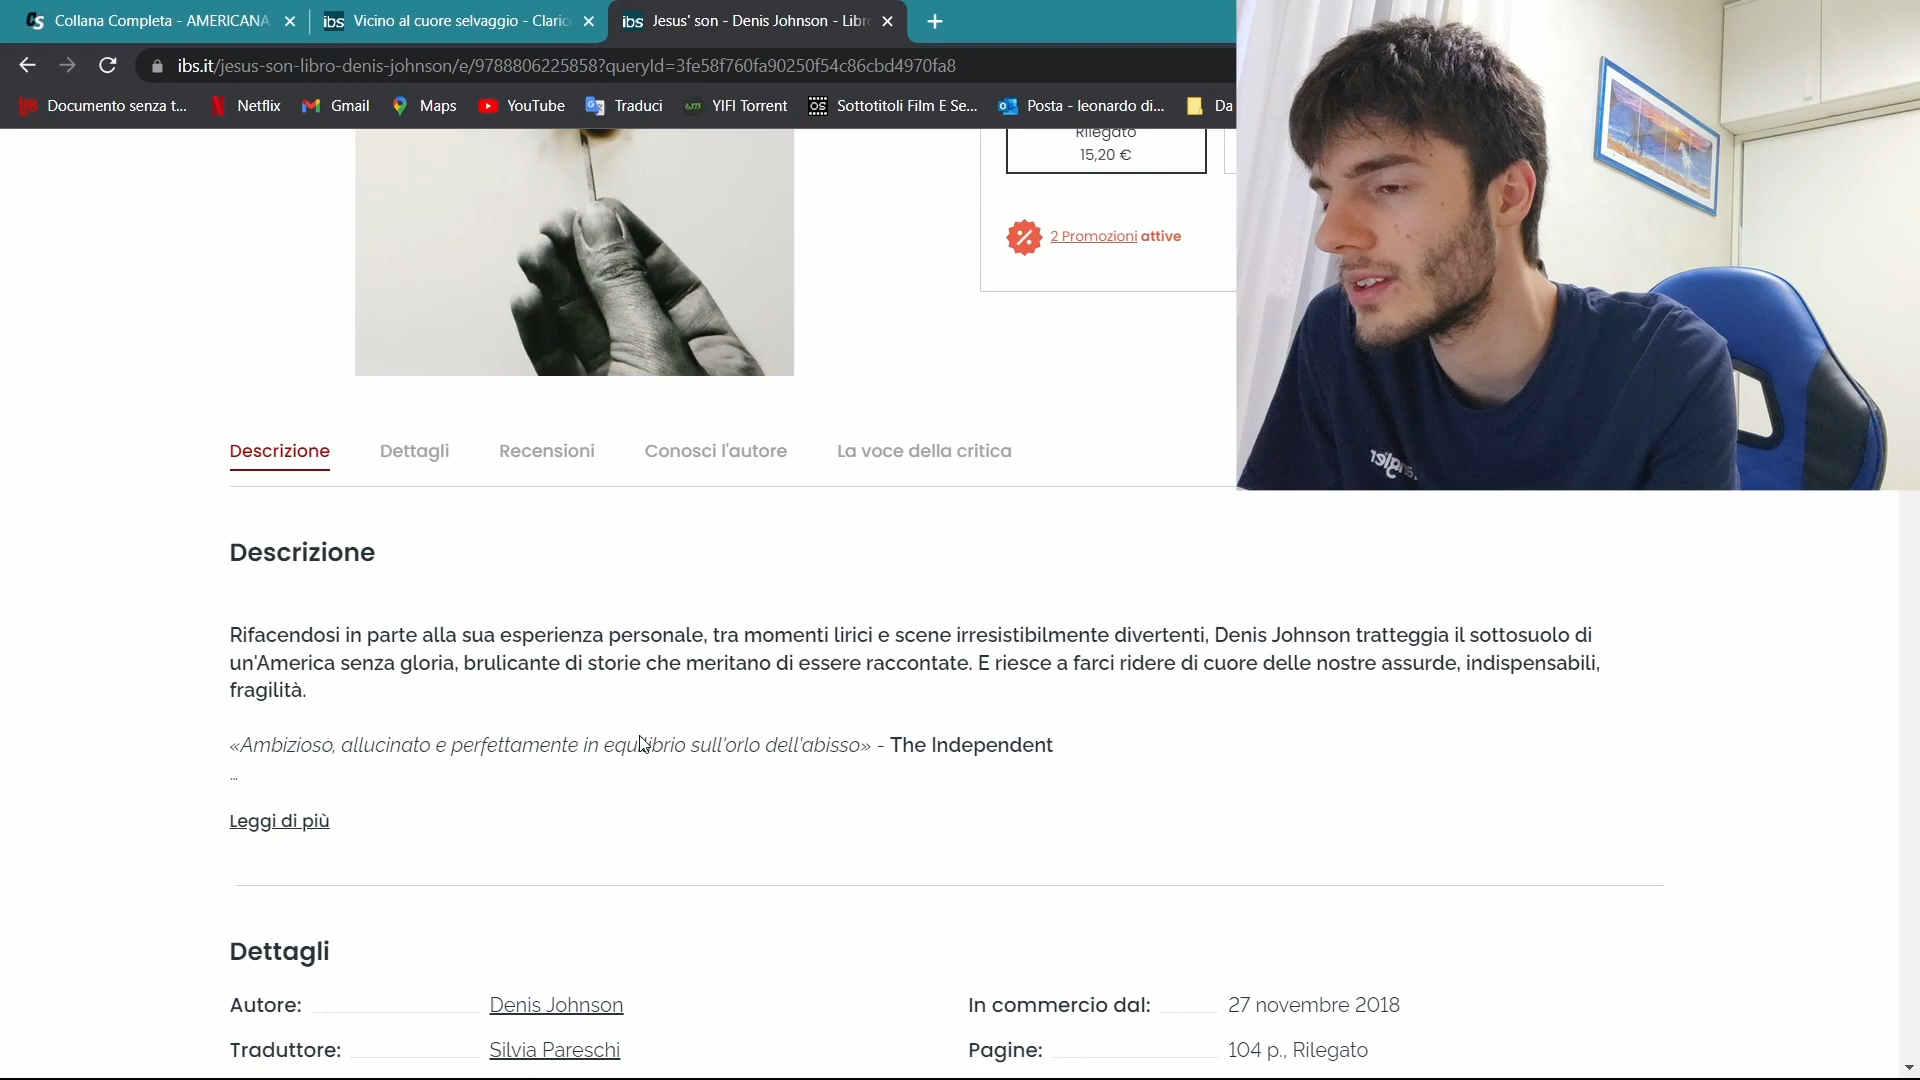 Collana Completa - AMERICANA
ibs Vicino al cuore selvaggio - Claric
ibs Jesus' son - Denis Johnson - Libr
ibs.it/jesus-son-libro-denis-johnson/e/9788806225858?queryId=3fe58f760fa90250f54c86cbd4970fa8
Documento senza t...
Netflix
Gmail
Maps
YouTube
Traduci
YIFI Torrent
OS Sottotitoli Film E Se...
Posta - leonardo di...
Da
Rilegato
15,20 €
2 Promozioni attive
Descrizione
Dettagli
Recensioni
Conosci l'autore
La voce della critica
Descrizione
Rifacendosi in parte alla sua esperienza personale, tra momenti lirici e scene irresistibilmente divertenti, Denis Johnson tratteggia il sottosuolo di
un'America senza gloria, brulicante di storie che meritano di essere raccontate. E riesce a farci ridere di cuore delle nostre assurde, indispensabili,
fragilità.
«Ambizioso, allucinato e perfettamente in equilibrio sull'orlo dell'abisso» - The Independent
...
Leggi di più
Dettagli
Autore: Denis Johnson
In commercio dal: 27 novembre 2018
Traduttore: Silvia Pareschi
Pagine: 104 p., Rilegato